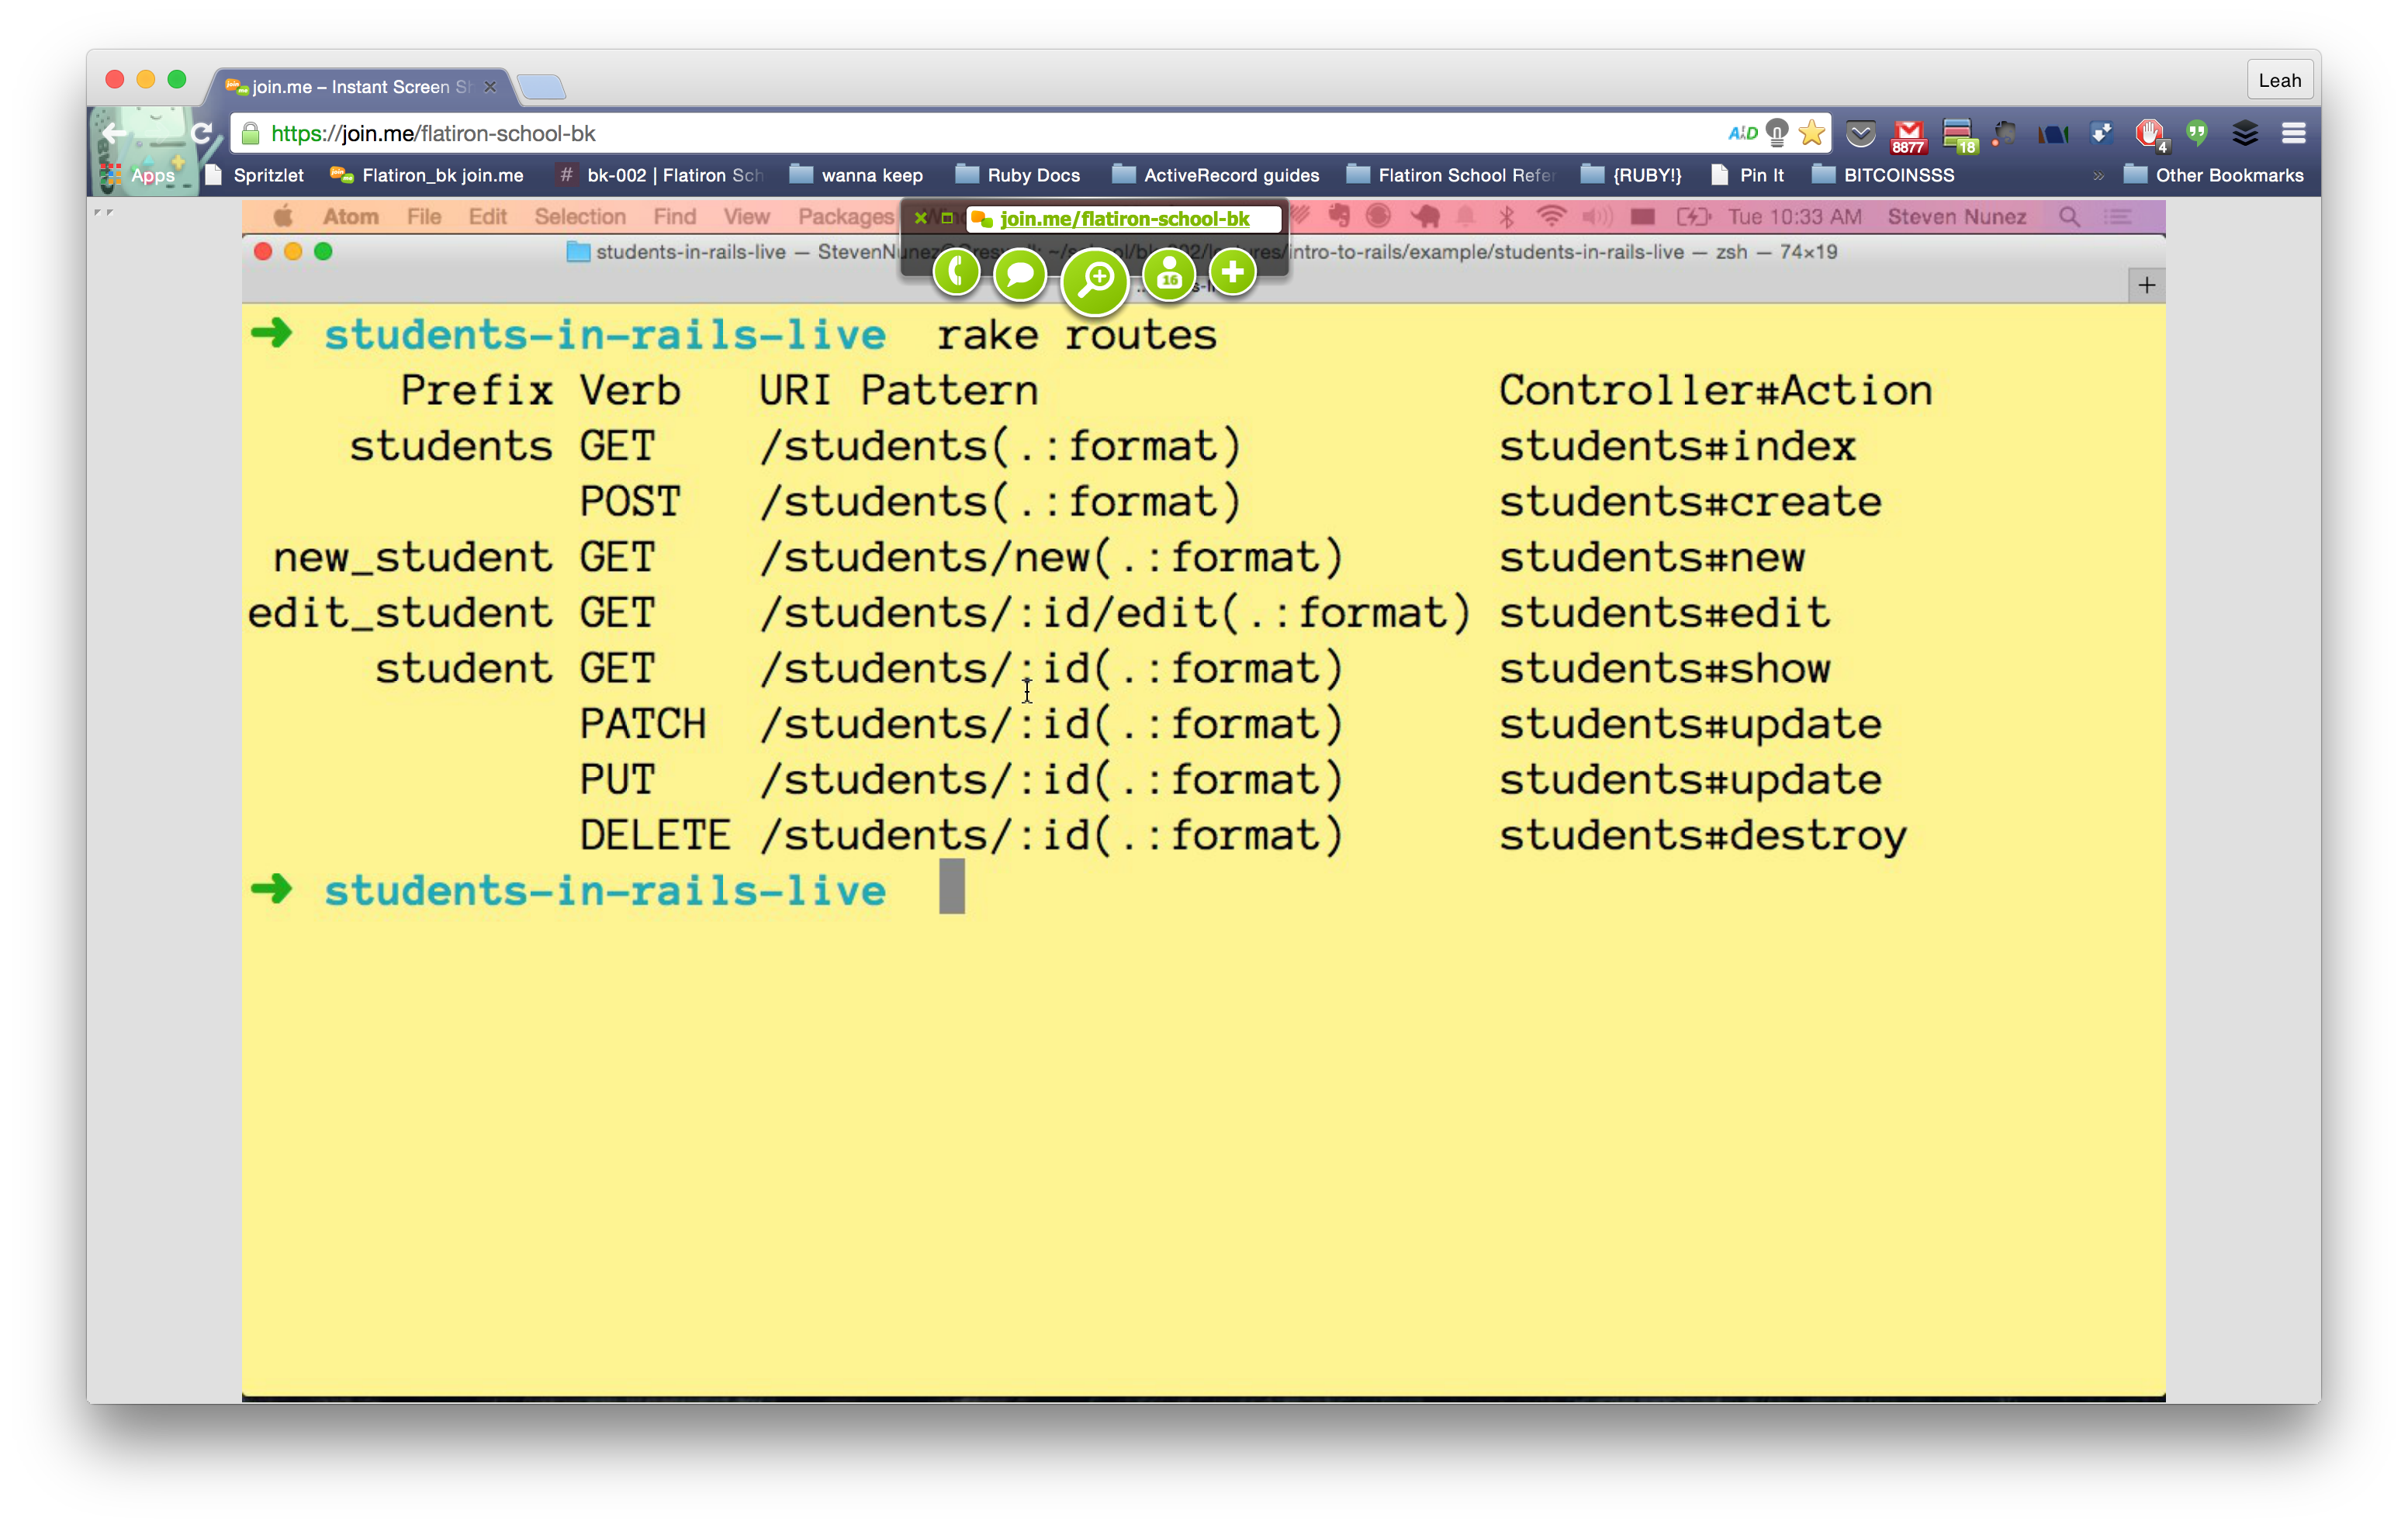 join.me – Instant Screen Sh
Leah
https://join.me/flatiron-school-bk
A!D
8877
18
4
Apps Spritzlet Flatiron_bk join.me # bk-002 | Flatiron Sch wanna keep Ruby Docs ActiveRecord guides Flatiron School Refer {RUBY!} Pin It BITCOINSSS » Other Bookmarks
Atom File Edit Selection Find View Packages join.me/flatiron-school-bk Tue 10:33 AM Steven Nunez
students-in-rails-live — StevenNunez /intro-to-rails/example/students-in-rails-live — zsh — 74×19
16
+
➜ students-in-rails-live rake routes
Prefix Verb URI Pattern Controller#Action
students GET /students(.:format) students#index
POST /students(.:format) students#create
new_student GET /students/new(.:format) students#new
edit_student GET /students/:id/edit(.:format) students#edit
student GET /students/:id(.:format) students#show
PATCH /students/:id(.:format) students#update
PUT /students/:id(.:format) students#update
DELETE /students/:id(.:format) students#destroy
➜ students-in-rails-live